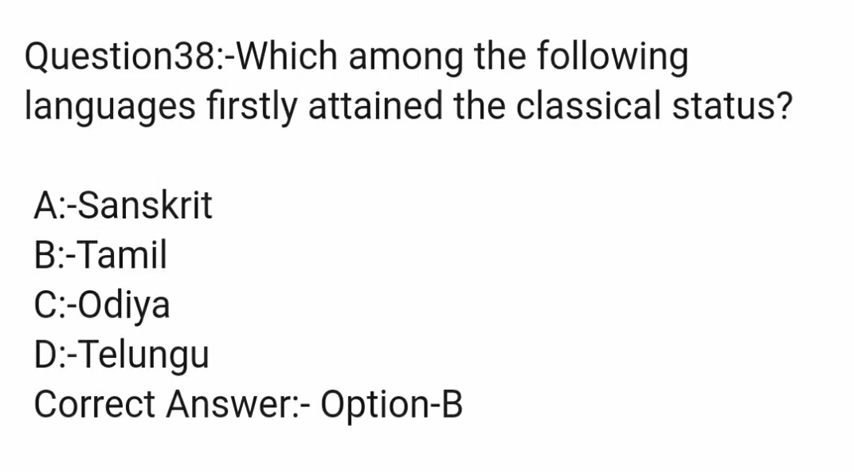 Question38:-Which among the following
languages firstly attained the classical status?
A:-Sanskrit
B:-Tamil
C:-Odiya
D:-Telungu
Correct Answer:- Option-B